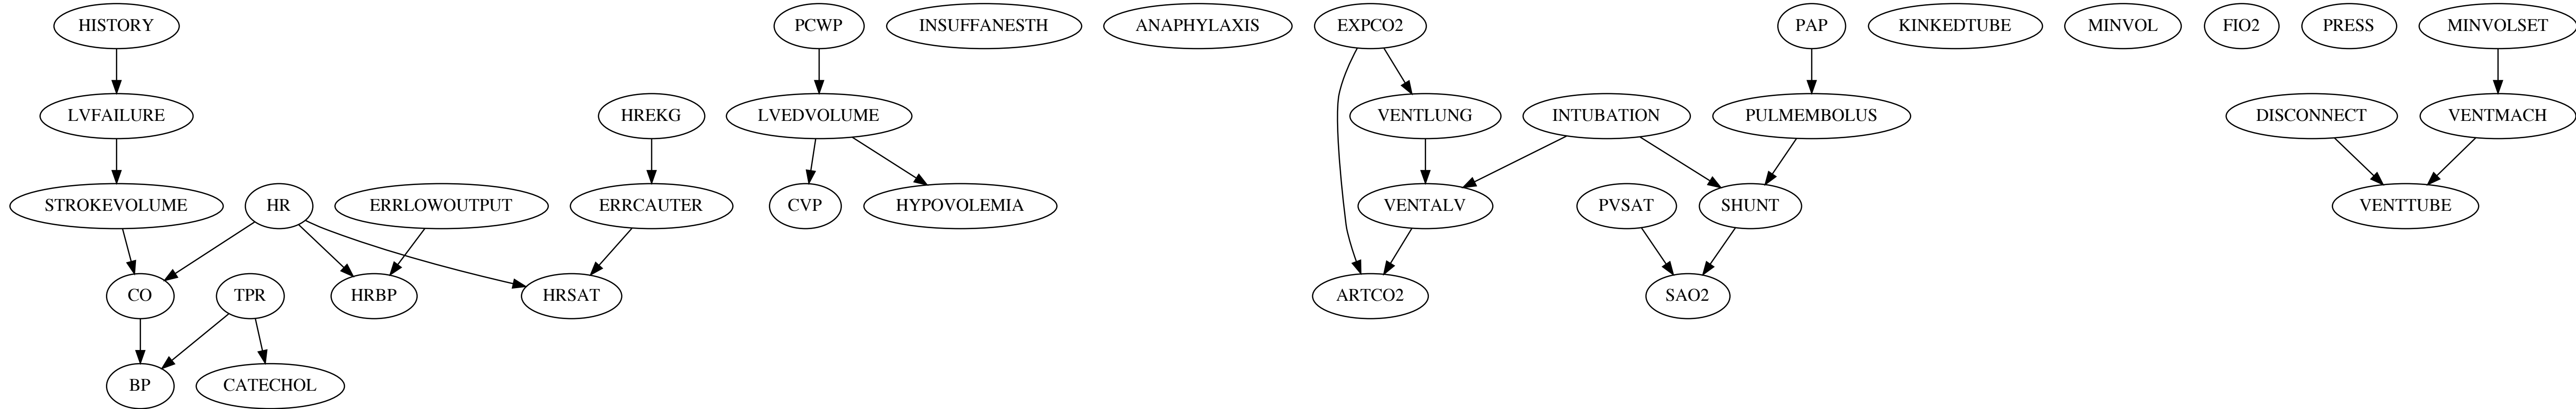 HISTORY
PCWP
INSUFFANESTH
ANAPHYLAXIS
EXPCO2
PAP
KINKEDTUBE
MINVOL
FIO2
PRESS
MINVOLSET
LVFAILURE
HREKG
LVEDVOLUME
VENTLUNG
INTUBATION
PULMEMBOLUS
DISCONNECT
VENTMACH
STROKEVOLUME
HR
ERRLOWOUTPUT
ERRCAUTER
CVP
HYPOVOLEMIA
VENTALV
PVSAT
SHUNT
VENTTUBE
CO
TPR
HRBP
HRSAT
ARTCO2
SAO2
BP
CATECHOL